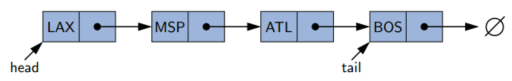 LAX MSP ATL BOS ∅
head tail